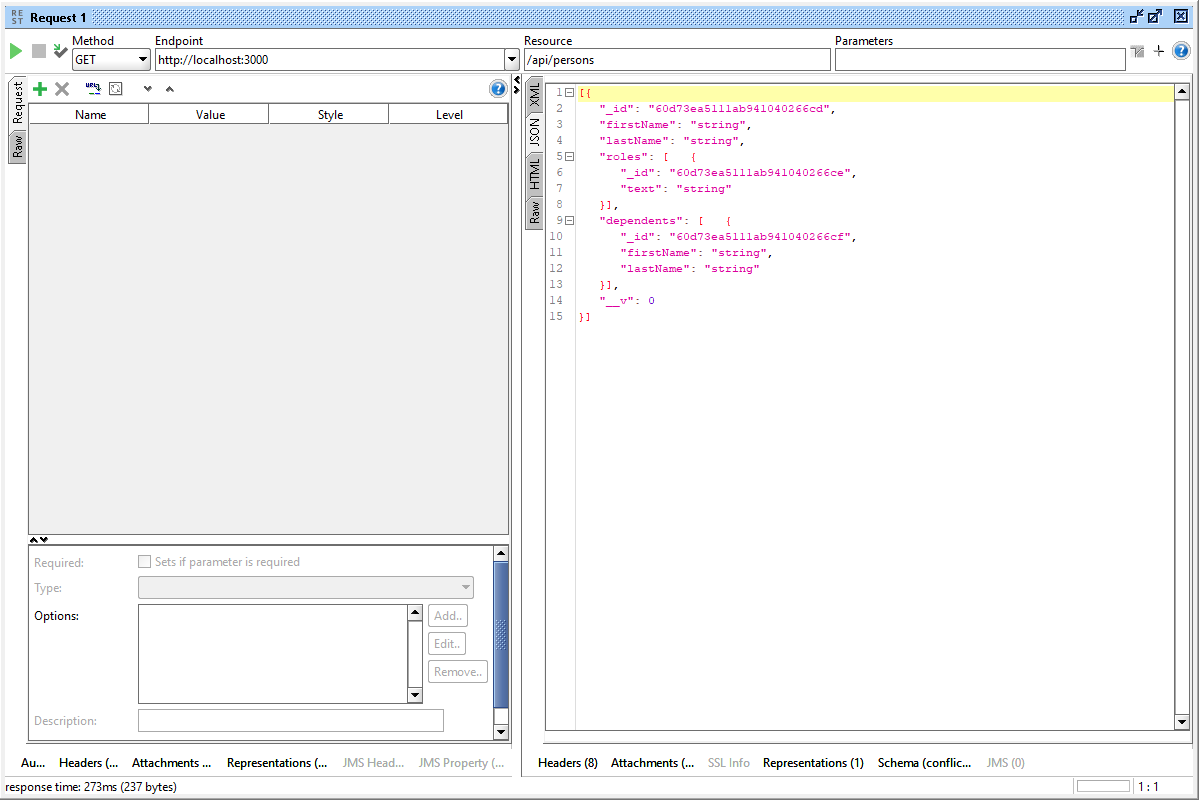 RE
ST
Request 1
Method
Endpoint
Resource
Parameters
GET
http://localhost:3000
/api/persons
Request
Raw
URL
Name
Value
Style
Level
XML
JSON
HTML
Raw
1 [{
2 "_id": "60d73ea5111ab941040266cd",
3 "firstName": "string",
4 "lastName": "string",
5 "roles": [ {
6 "_id": "60d73ea5111ab941040266ce",
7 "text": "string"
8 }],
9 "dependents": [ {
10 "_id": "60d73ea5111ab941040266cf",
11 "firstName": "string",
12 "lastName": "string"
13 }],
14 "__v": 0
15 }]
Required:
Sets if parameter is required
Type:
Options:
Add..
Edit..
Remove..
Description:
Au... Headers (... Attachments ... Representations (... JMS Head... JMS Property (...
Headers (8) Attachments (... SSL Info Representations (1) Schema (conflic... JMS (0)
response time: 273ms (237 bytes)
1 : 1